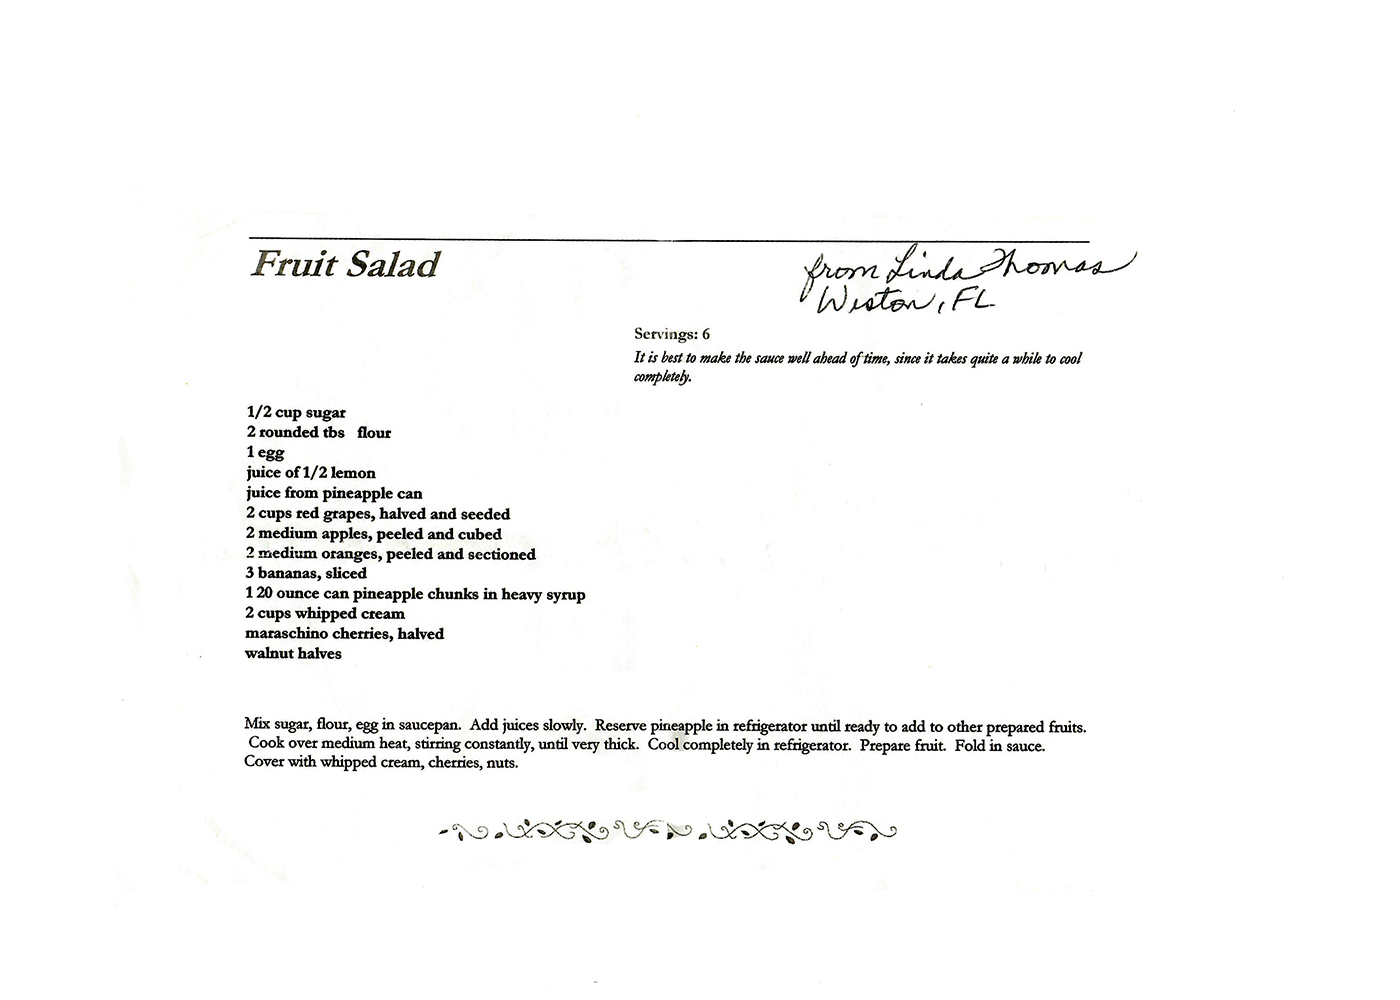 Fruit Salad
from Linda Thomas
Weston, FL
Servings: 6
It is best to make the sauce well ahead of time, since it takes quite a while to cool
completely.
1/2 cup sugar
2 rounded tbs flour
1 egg
juice of 1/2 lemon
juice from pineapple can
2 cups red grapes, halved and seeded
2 medium apples, peeled and cubed
2 medium oranges, peeled and sectioned
3 bananas, sliced
1 20 ounce can pineapple chunks in heavy syrup
2 cups whipped cream
maraschino cherries, halved
walnut halves
Mix sugar, flour, egg in saucepan. Add juices slowly. Reserve pineapple in refrigerator until ready to add to other prepared fruits.
Cook over medium heat, stirring constantly, until very thick. Cool completely in refrigerator. Prepare fruit. Fold in sauce.
Cover with whipped cream, cherries, nuts.